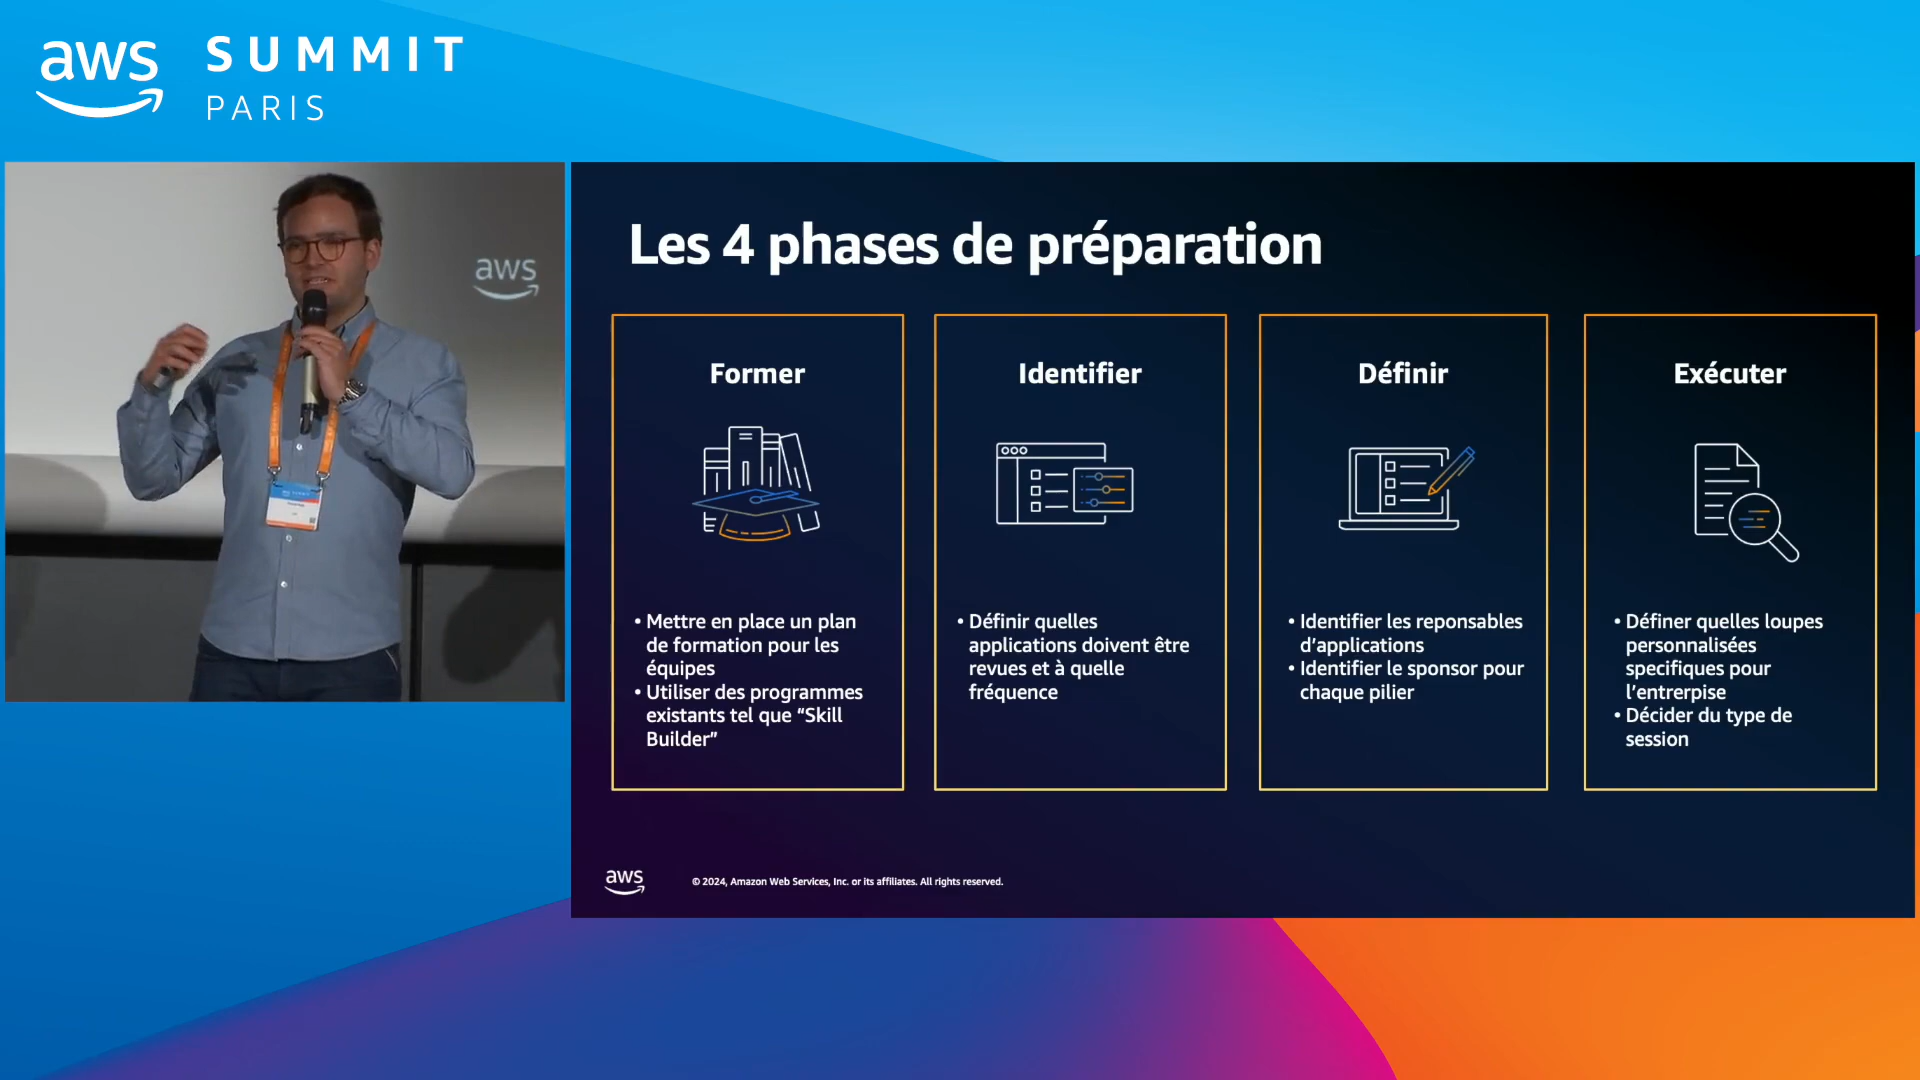 aws SUMMIT
PARIS
aws
Les 4 phases de préparation
Former
• Mettre en place un plan
de formation pour les
équipes
• Utiliser des programmes
existants tel que “Skill
Builder”
Identifier
• Définir quelles
applications doivent être
revues et à quelle
fréquence
Définir
• Identifier les reponsables
d’applications
• Identifier le sponsor pour
chaque pilier
Exécuter
• Définer quelles loupes
personnalisées
specifiques pour
l’entrerpise
• Décider du type de
session
aws
© 2024, Amazon Web Services, Inc. or its affiliates. All rights reserved.